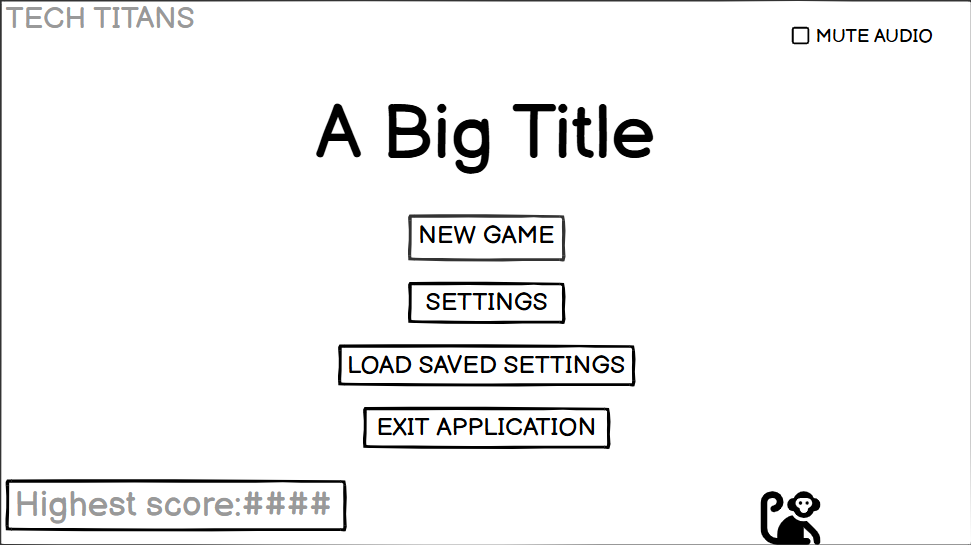 TECH TITANS
MUTE AUDIO
A Big Title
NEW GAME
SETTINGS
LOAD SAVED SETTINGS
EXIT APPLICATION
Highest score:####